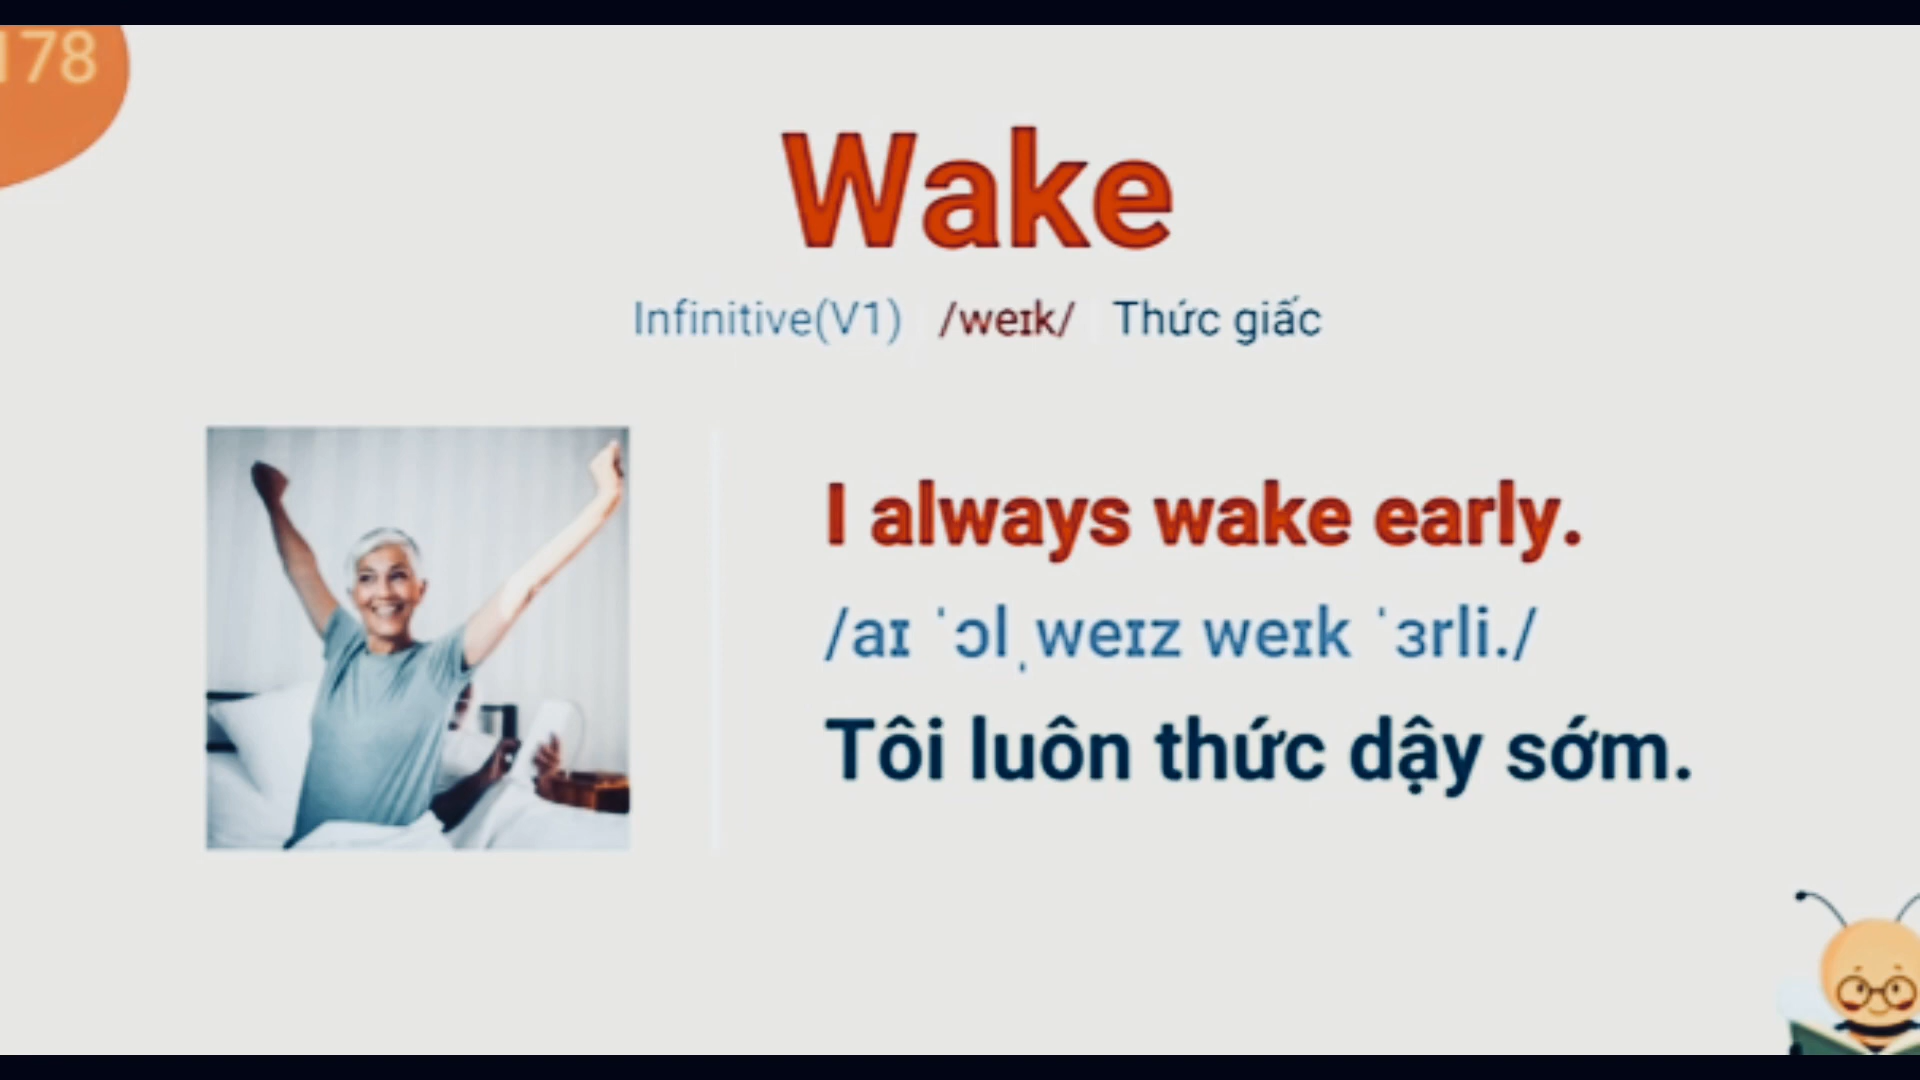 178
Wake
Infinitive(V1) /weɪk/ Thức giấc
I always wake early.
/aɪ ˈɔlˌweɪz weɪk ˈɜrli./
Tôi luôn thức dậy sớm.